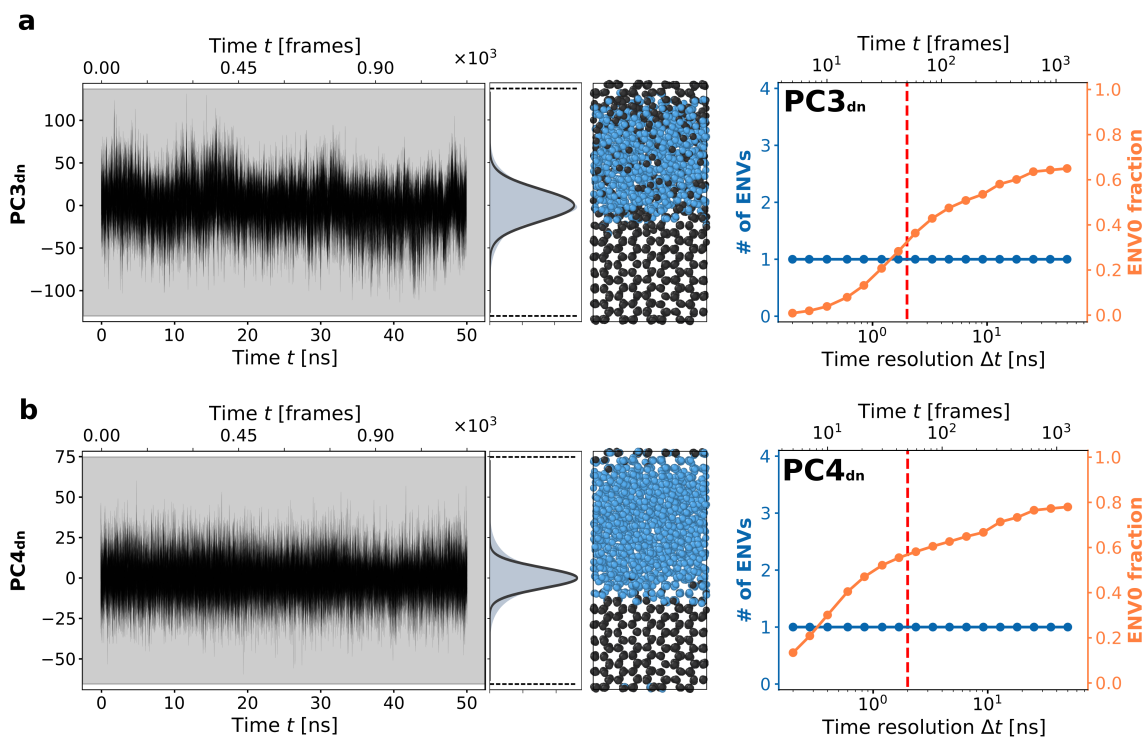 a
Time t [frames]
0.00 0.45 0.90 ×10³
PC3dn
100
50
0
−50
−100
0 10 20 30 40 50
Time t [ns]
Time t [frames]
10¹ 10² 10³
PC3dn
# of ENVs
4
3
2
1
0
ENV0 fraction
1.0
0.8
0.6
0.4
0.2
0.0
10⁰ 10¹
Time resolution Δt [ns]
b
Time t [frames]
0.00 0.45 0.90 ×10³
PC4dn
75
50
25
0
−25
−50
0 10 20 30 40 50
Time t [ns]
Time t [frames]
10¹ 10² 10³
PC4dn
# of ENVs
4
3
2
1
0
ENV0 fraction
1.0
0.8
0.6
0.4
0.2
0.0
10⁰ 10¹
Time resolution Δt [ns]